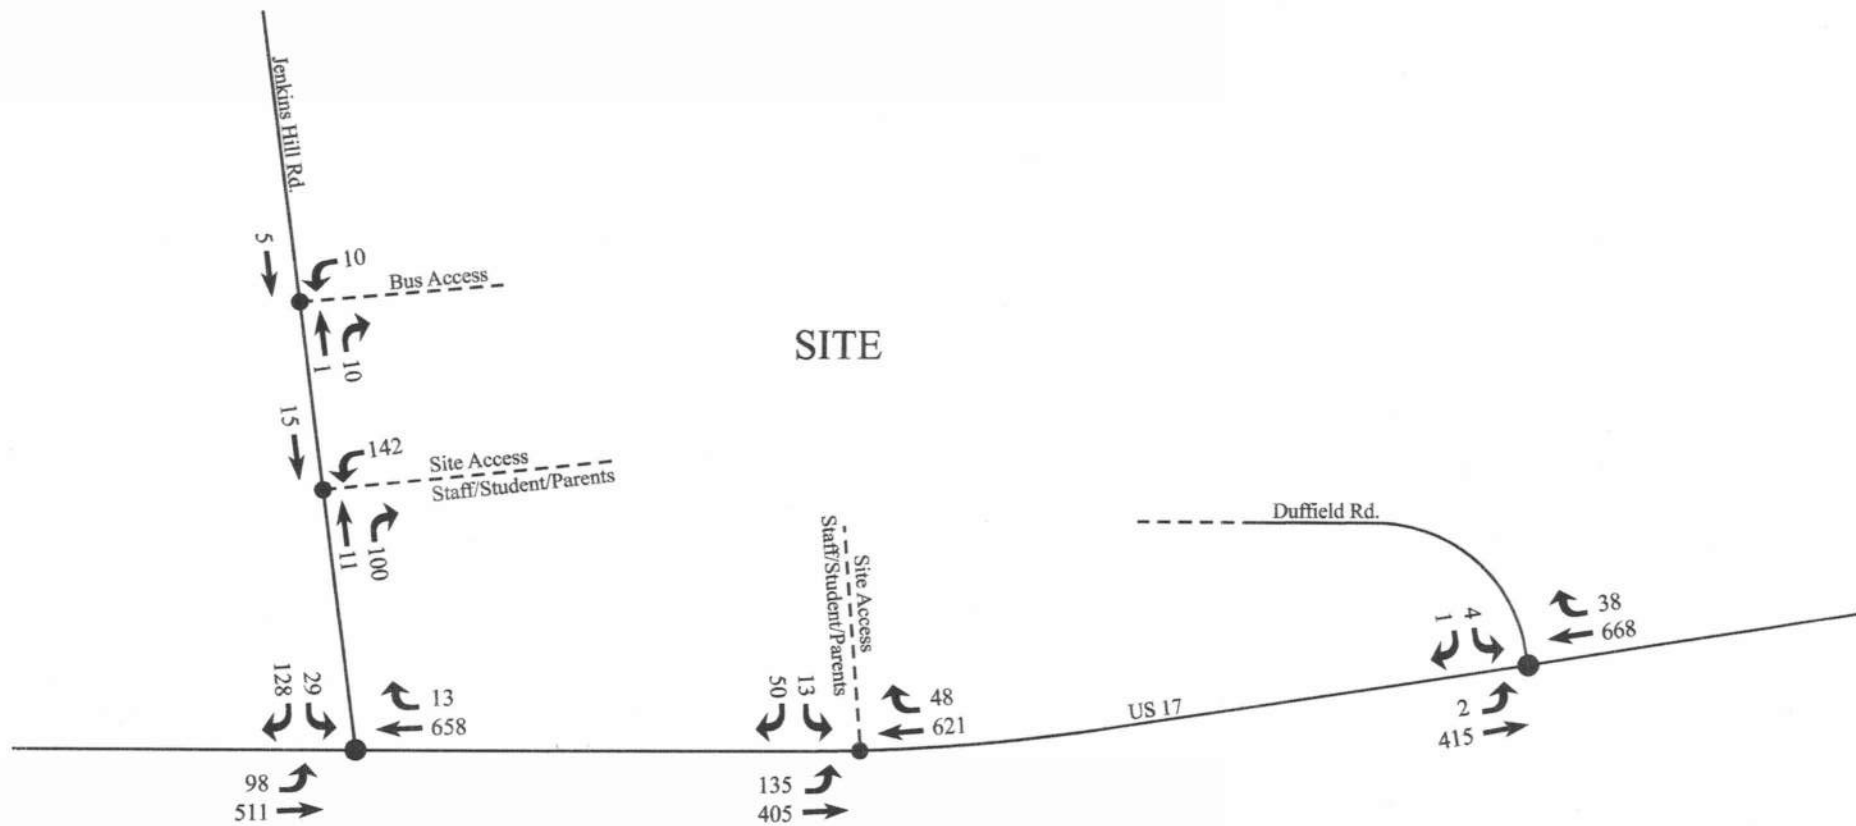 Jenkins Hill Rd.
5
10
Bus Access
1
10
SITE
15
142
Site Access
Staff/Student/Parents
11
100
Duffield Rd.
Staff/Student/Parents
Site Access
1
4
38
668
128
29
13
658
50
13
48
621
US 17
2
415
98
511
135
405